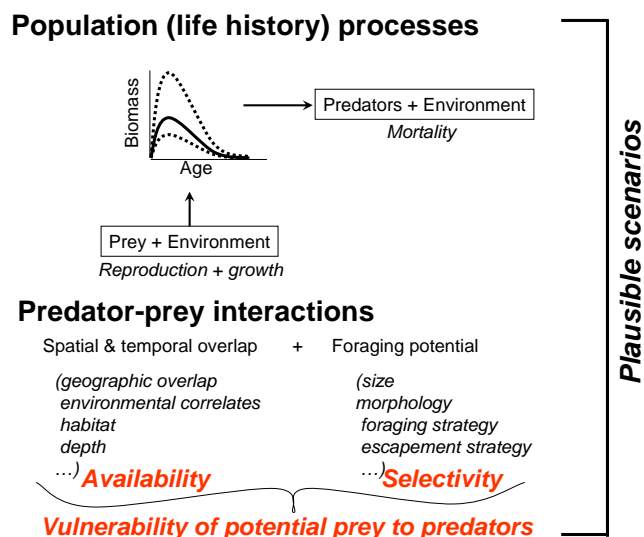 Population (life history) processes
Biomass
Age
Predators + Environment
Mortality
Prey + Environment
Reproduction + growth
Predator-prey interactions
Spatial & temporal overlap + Foraging potential
(geographic overlap
environmental correlates
habitat
depth
…)
Availability
(size
morphology
foraging strategy
escapement strategy
…)
Selectivity
Vulnerability of potential prey to predators
Plausible scenarios